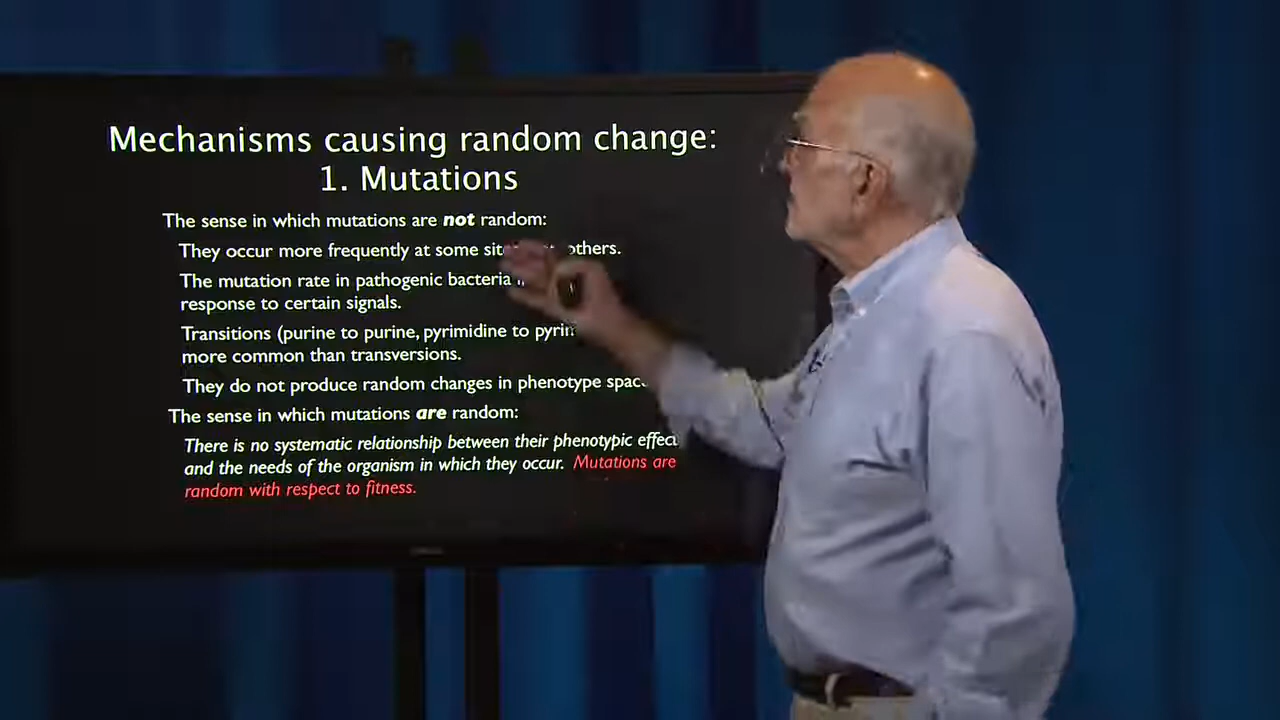 Mechanisms causing random change:
1. Mutations
The sense in which mutations are not random:
They occur more frequently at some others.
The mutation rate in pathogenic bacteria
response to certain signals.
Transitions (purine to purine, pyrimidine to
more common than transversions.
They do not produce random changes in phenotype
The sense in which mutations are random:
There is no systematic relationship between their phenotypic
and the needs of the organism in which they occur. Mutations are
random with respect to fitness.